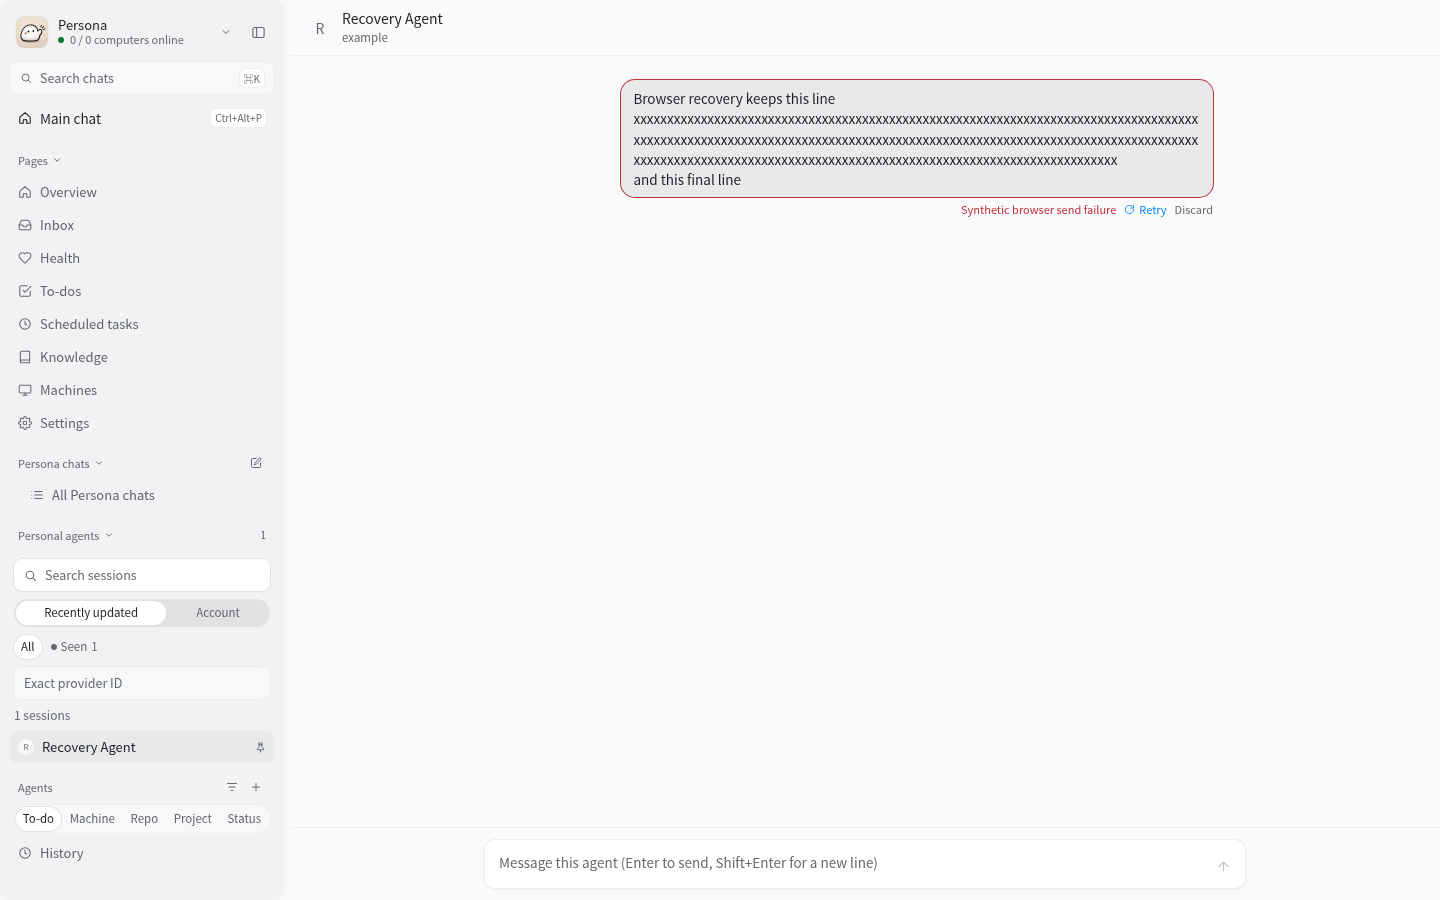 Persona
0 / 0 computers online
Search chats
⌘K
Main chat
Ctrl+Alt+P
Pages
Overview
Inbox
Health
To-dos
Scheduled tasks
Knowledge
Machines
Settings
Persona chats
All Persona chats
Personal agents
1
Search sessions
Recently updated
Account
All
Seen 1
Exact provider ID
1 sessions
R
Recovery Agent
Agents
To-do
Machine
Repo
Project
Status
History
R
Recovery Agent
example
Browser recovery keeps this line
xxxxxxxxxxxxxxxxxxxxxxxxxxxxxxxxxxxxxxxxxxxxxxxxxxxxxxxxxxxxxxxxxxxxxxxxxxxxxxxxxxxx
xxxxxxxxxxxxxxxxxxxxxxxxxxxxxxxxxxxxxxxxxxxxxxxxxxxxxxxxxxxxxxxxxxxxxxxxxxxxxxxxxxxx
xxxxxxxxxxxxxxxxxxxxxxxxxxxxxxxxxxxxxxxxxxxxxxxxxxxxxxxxxxxxxxxxxxxxxxxx
and this final line
Synthetic browser send failure
Retry
Discard
Message this agent (Enter to send, Shift+Enter for a new line)